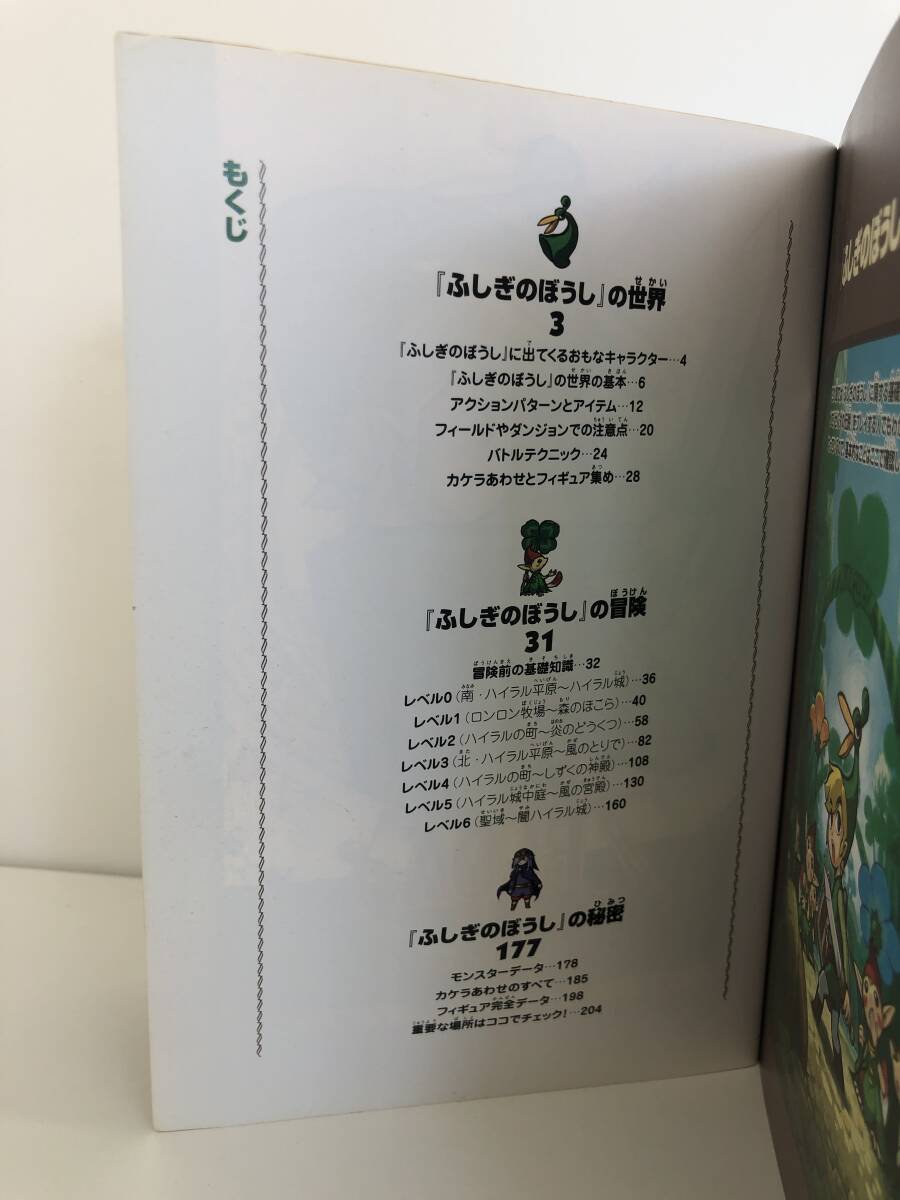 もくじ
『ふしぎのぼうし』の世界
3
『ふしぎのぼうし』に出てくるおもなキャラクター…4
『ふしぎのぼうし』の世界の基本…6
アクションパターンとアイテム…12
フィールドやダンジョンでの注意点…20
バトルテクニック…24
カケラあわせとフィギュア集め…28
『ふしぎのぼうし』の冒険
31
冒険前の基礎知識…32
レベル0(南・ハイラル平原〜ハイラル城)…36
レベル1(ロンロン牧場〜森のほこら)…40
レベル2(ハイラルの町〜炎のどうくつ)…58
レベル3(北・ハイラル平原〜風のとりで)…82
レベル4(ハイラルの町〜しずくの神殿)…108
レベル5(ハイラル城中庭〜風の宮殿)…130
レベル6(聖域〜闇ハイラル城)…160
『ふしぎのぼうし』の秘密
177
モンスターデータ…178
カケラあわせのすべて…185
フィギュア完全データ…198
重要な場所はココでチェック!…204
ふしぎのぼうし